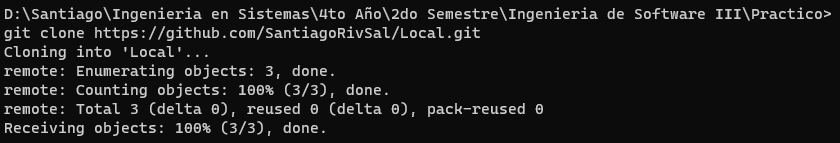 D:\Santiago\Ingenieria en Sistemas\4to Año\2do Semestre\Ingenieria de Software III\Practico>
git clone https://github.com/SantiagoRivSal/Local.git
Cloning into 'Local'...
remote: Enumerating objects: 3, done.
remote: Counting objects: 100% (3/3), done.
remote: Total 3 (delta 0), reused 0 (delta 0), pack-reused 0
Receiving objects: 100% (3/3), done.